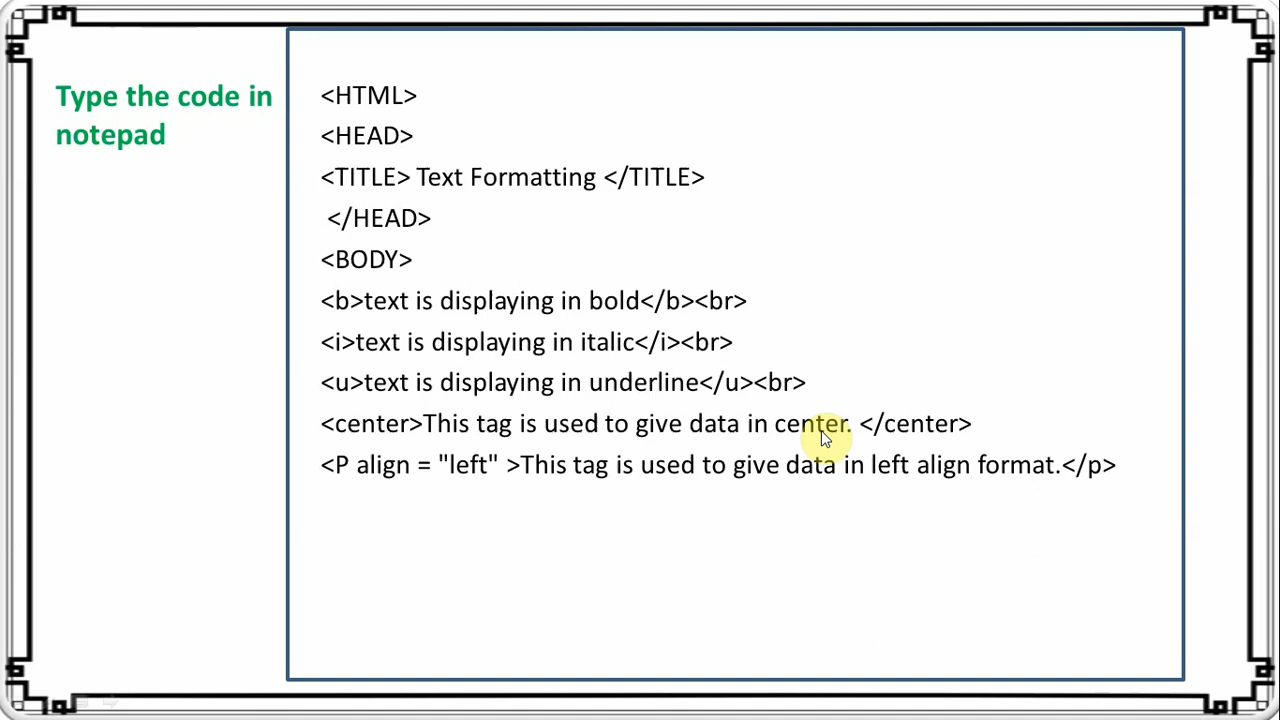 Type the code in
notepad
<HTML>
<HEAD>
<TITLE> Text Formatting </TITLE>
</HEAD>
<BODY>
<b>text is displaying in bold</b><br>
<i>text is displaying in italic</i><br>
<u>text is displaying in underline</u><br>
<center>This tag is used to give data in center. </center>
<P align = "left" >This tag is used to give data in left align format.</p>